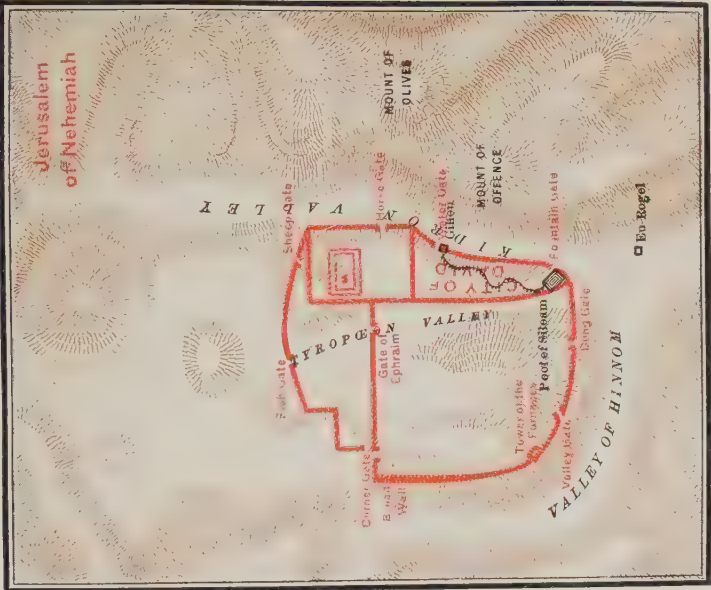 Jerusalem
of Nehemiah
MOUNT OF
OLIVES
Sheep Gate
KIDRON VALLEY
Horse Gate
Water Gate
Gihon
MOUNT OF
OFFENCE
Fountain Gate
En-Rogel
CITY OF
DAVID
Fish Gate
TYROPŒON VALLEY
Gate of
Ephraim
Pool of Siloam
Dung Gate
Tower of the
Furnaces
Valley Gate
VALLEY OF HINNOM
Corner Gate
Broad
Wall